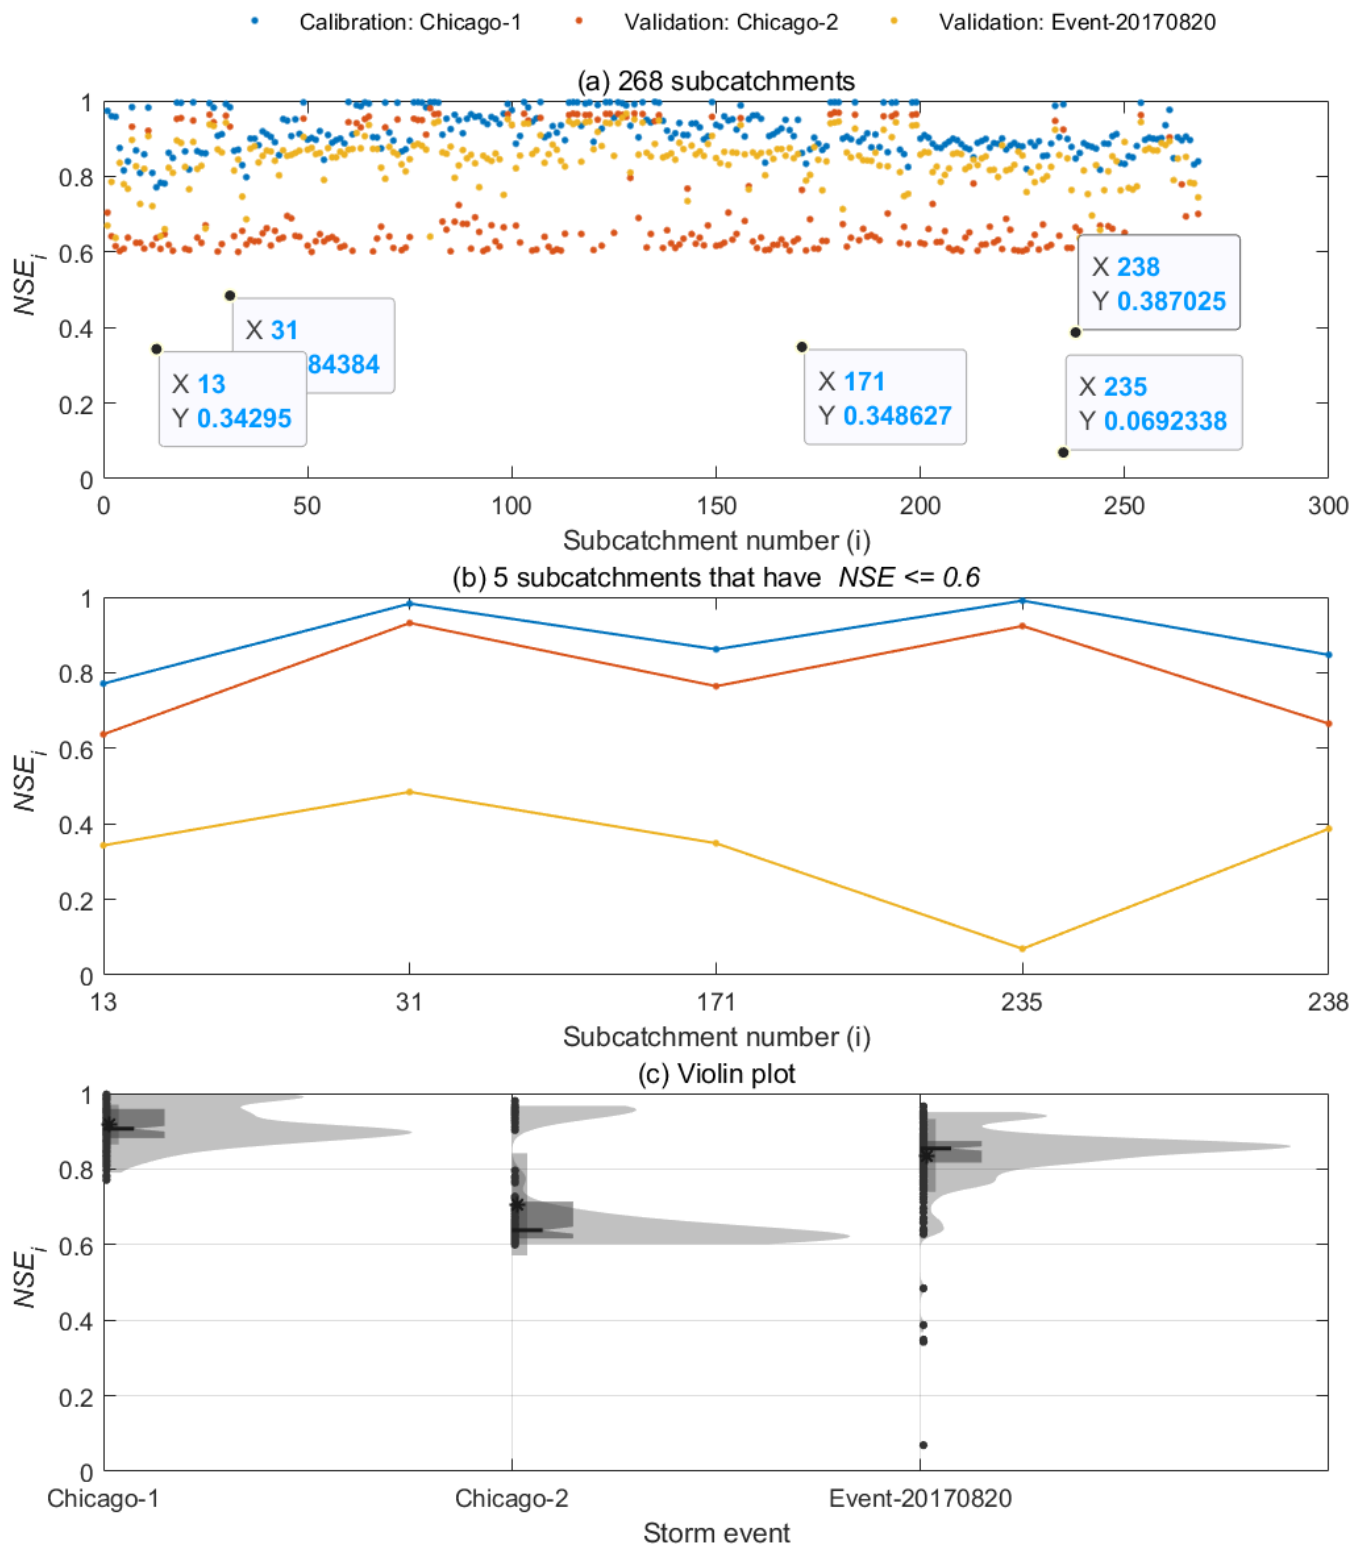 Calibration: Chicago-1 Validation: Chicago-2 Validation: Event-20170820
(a) 268 subcatchments
1
0.8
0.6
0.4
0.2
0
NSE_i
X 31
84384
X 13
Y 0.34295
X 171
Y 0.348627
X 238
Y 0.387025
X 235
Y 0.0692338
0 50 100 150 200 250 300
Subcatchment number (i)
(b) 5 subcatchments that have NSE <= 0.6
1
0.8
0.6
0.4
0.2
0
NSE_i
13 31 171 235 238
Subcatchment number (i)
(c) Violin plot
1
0.8
0.6
0.4
0.2
0
NSE_i
Chicago-1 Chicago-2 Event-20170820
Storm event